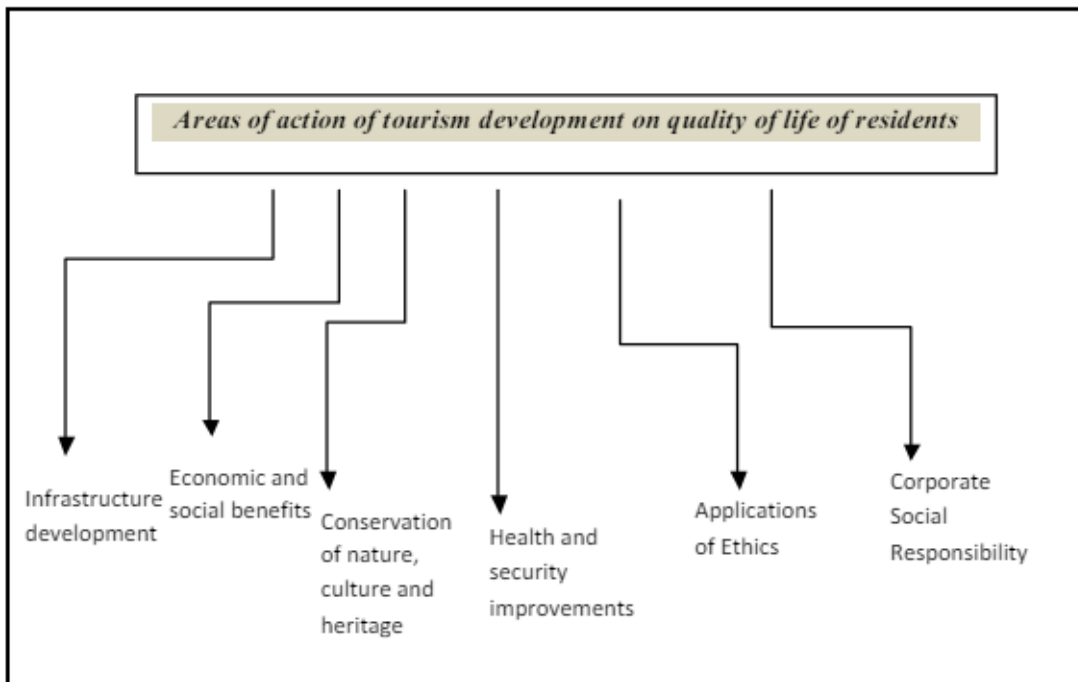 Areas of action of tourism development on quality of life of residents
Infrastructure
development
Economic and
social benefits
Conservation
of nature,
culture and
heritage
Health and
security
improvements
Applications
of Ethics
Corporate
Social
Responsibility